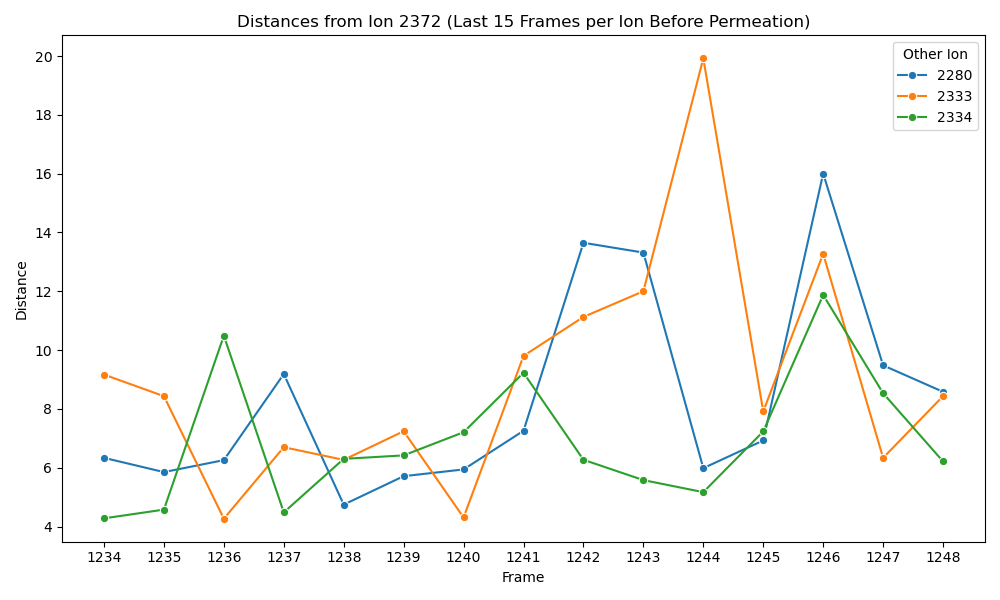 Distances from Ion 2372 (Last 15 Frames per Ion Before Permeation)
Other Ion
2280
2333
2334
20
18
16
14
12
10
8
6
4
Distance
1234 1235 1236 1237 1238 1239 1240 1241 1242 1243 1244 1245 1246 1247 1248
Frame